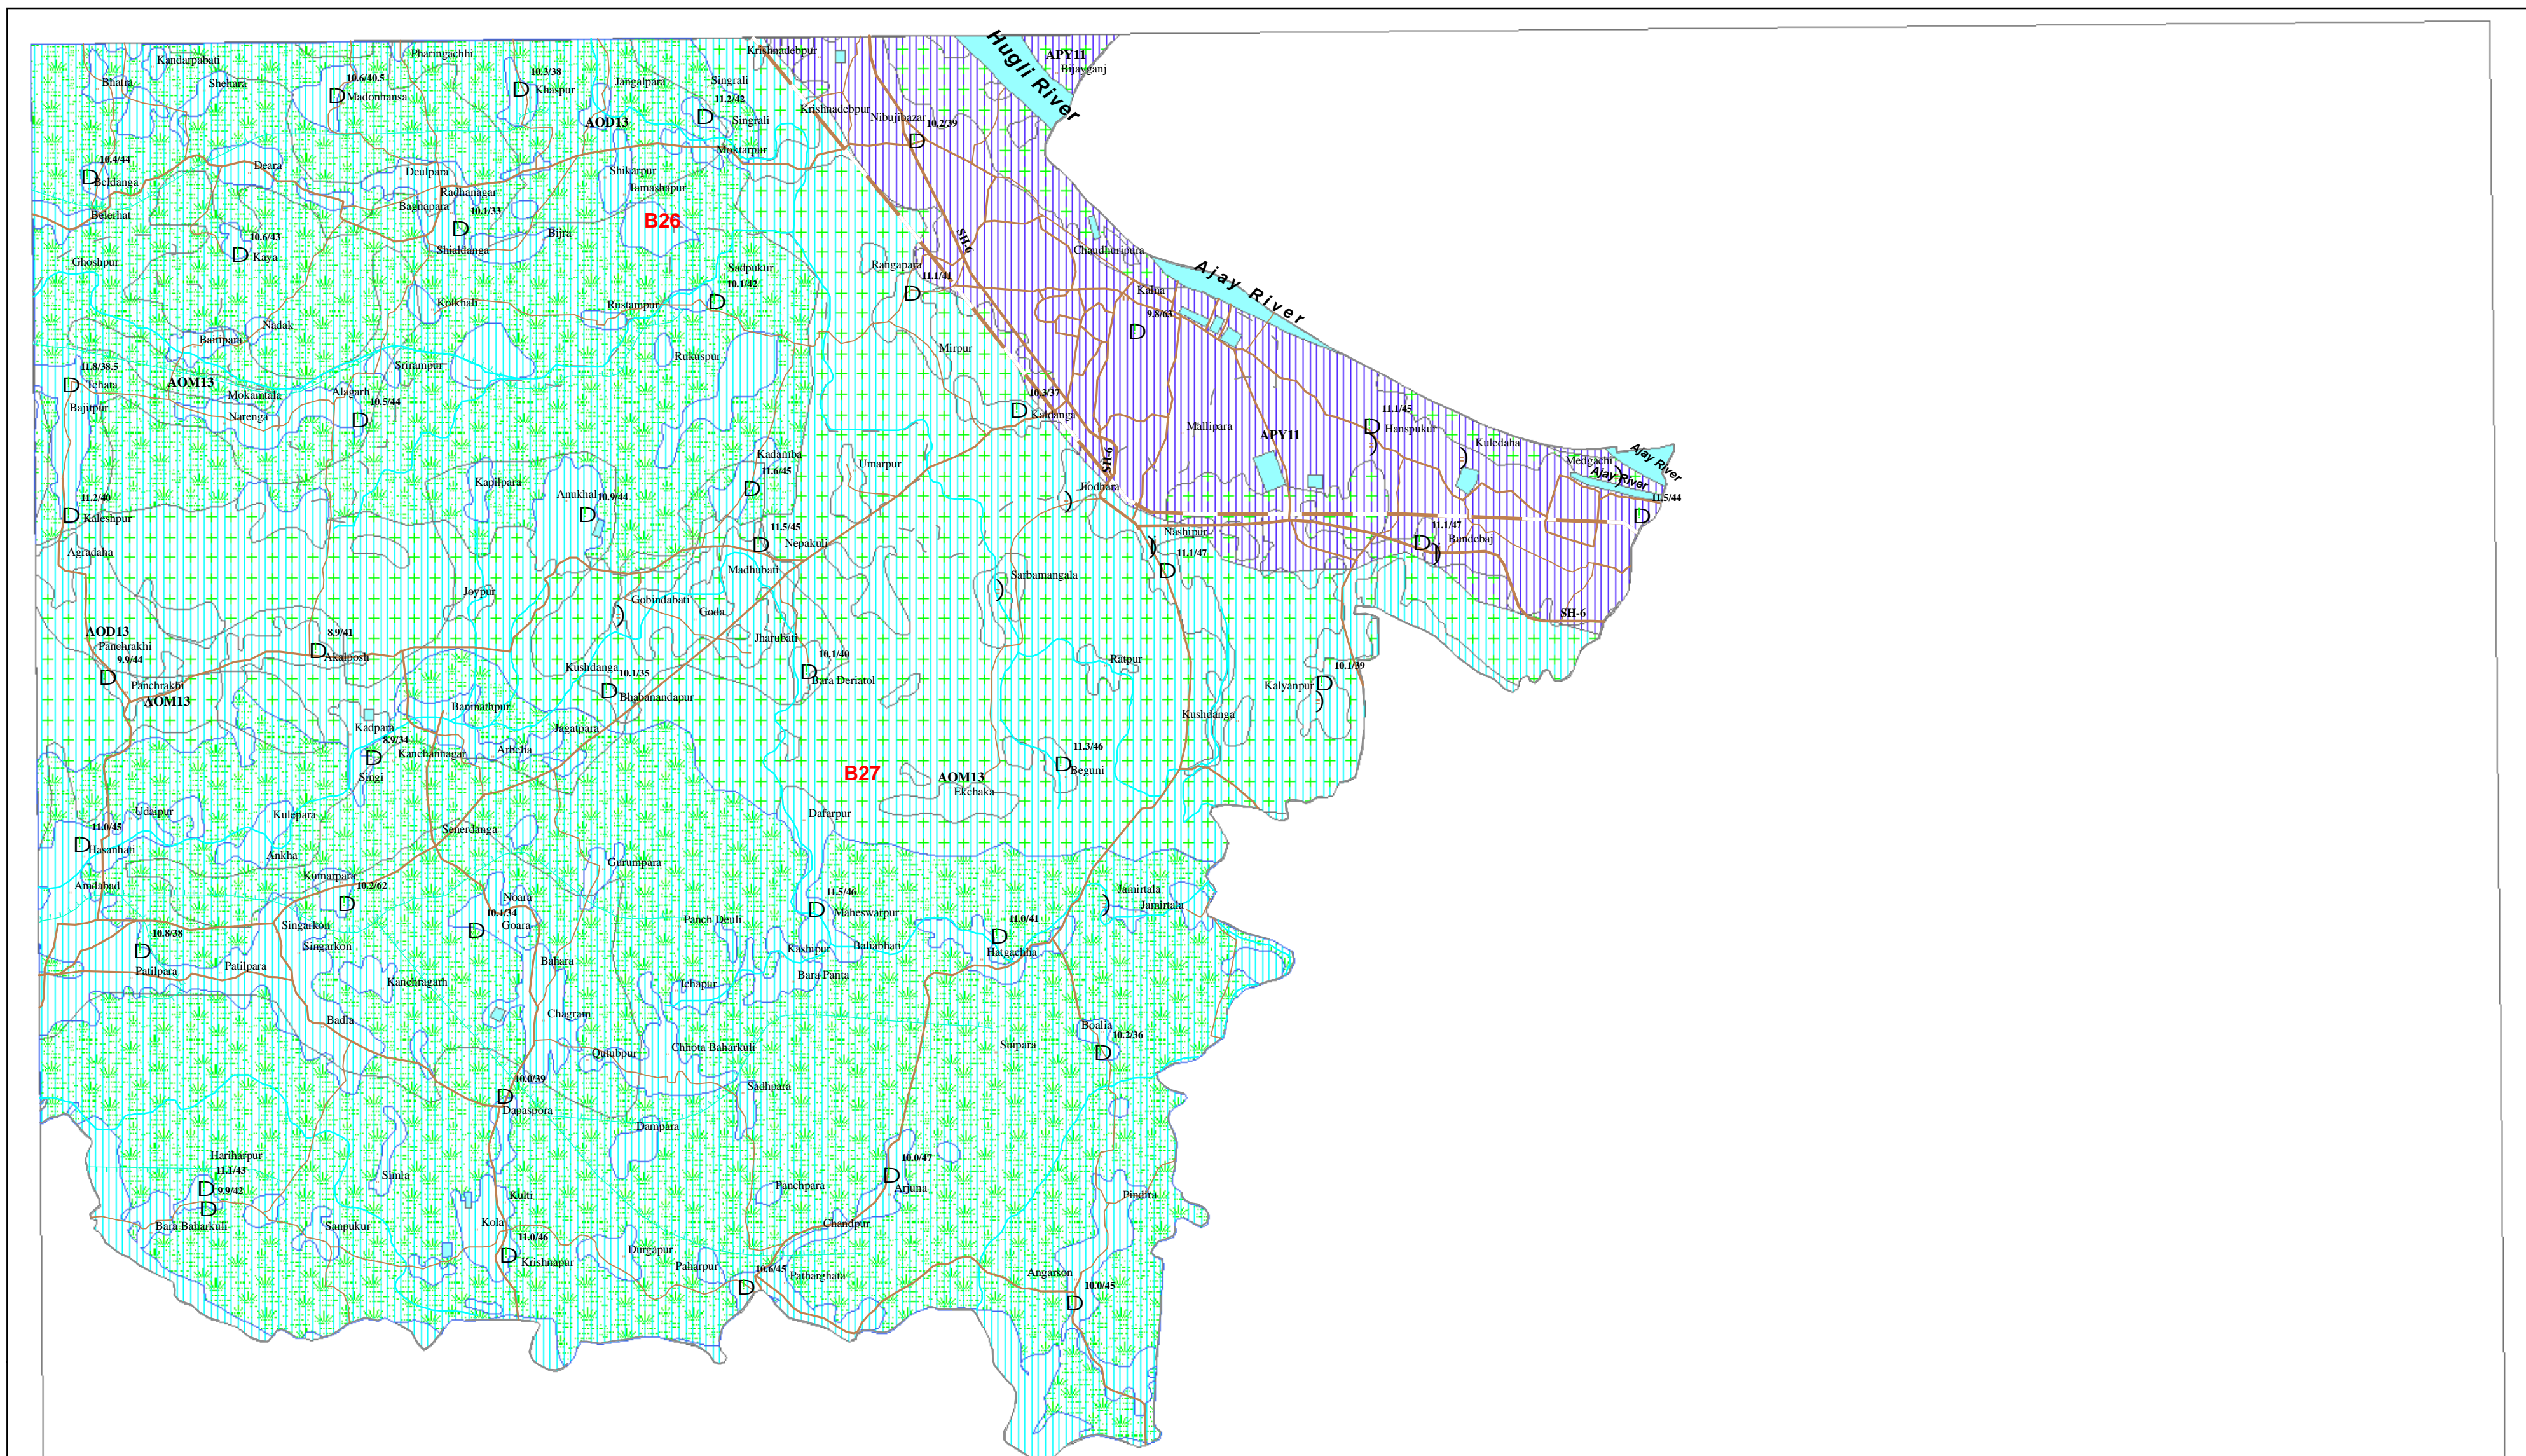 Krishnadebpur
Hugli River
APY11
Bijayganj
Pharingachhi
Kandarpabati
Bhatra
Shehara
10.6/40.5
Madonhansa
10.3/38
Khaspur
Jangalpara
Singrali
11.2/42
Singrali
Krishnadebpur
Nibujibazar
10.2/39
AOD13
Moktarpur
10.4/44
Beldanga
Deara
Deulpara
Radhanagar
Shikarpur
Tamashapur
Belerhat
Bagnapara
10.1/33
B26
Bijra
SH-6
10.6/43
Kaya
Shialdanga
Chaudhuripura
Ajay River
Ghoshpur
Sadpukur
10.1/42
Rangapara
11.1/41
Kalna
Kolkhali
Rustampur
9.8/63
Nadak
Baitipara
Mirpur
Rukuspur
11.8/38.5
Tehata
AOM13
Srirampur
Mokamtala
Alagarh
10.5/44
10.3/37
Kaldanga
Bajitpur
Narenga
11.1/45
Hanspukur
Mallipara
APY11
Kuledaha
Ajay River
Medgachi
Ajay River
SH-6
Kadamba
11.6/45
Umarpur
Kapilpara
Anukhal
10.9/44
Jiodhara
11.5/44
11.2/40
Kaleshpur
11.5/45
Nepakuli
Nashipur
11.1/47
11.1/47
Bundebaj
Agradaha
Madhubati
Sarbamangala
Joypur
Gobindabati
Goda
SH-6
AOD13
Panchrakhi
9.9/44
8.9/41
Akalposh
Jharubati
10.1/40
Bara Deriatol
Ratpur
10.1/39
Kalyanpur
Panchrakhi
AOM13
Kushdanga
10.1/35
Bhabanandapur
Baninathpur
Kushdanga
Kadpara
8.9/34
Kanchannagar
Arbelia
Jagatpara
Singi
B27
AOM13
11.3/46
Beguni
Ekchaka
Udaipur
Kulepara
Dafarpur
11.0/45
Hasanhati
Senerdanga
Ankha
Gurumpara
Amdabad
Kumarpara
10.2/62
Noara
10.1/34
Goara
11.5/46
Maheswarpur
Jamirtala
Jamirtala
Singarkon
Panch Deuli
11.0/41
10.8/38
Singarkon
Kashipur
Baliabhati
Hatgachha
Patilpara
Patilpara
Bahara
Bara Panta
Kanchragarh
Ichapur
Badla
Chagram
Boalia
10.2/36
Qutubpur
Chhota Baharkuli
Suipara
10.0/39
Dapaspora
Sadhpara
Dampara
Hariharpur
11.1/43
9.9/42
Simla
10.0/47
Arjuna
Panchpara
Kulti
Pindira
Bara Baharkuli
Sanpukur
Kola
Chandpur
11.0/46
Krishnapur
Durgapur
Paharpur
10.6/45
Patharghata
Angarson
10.0/45